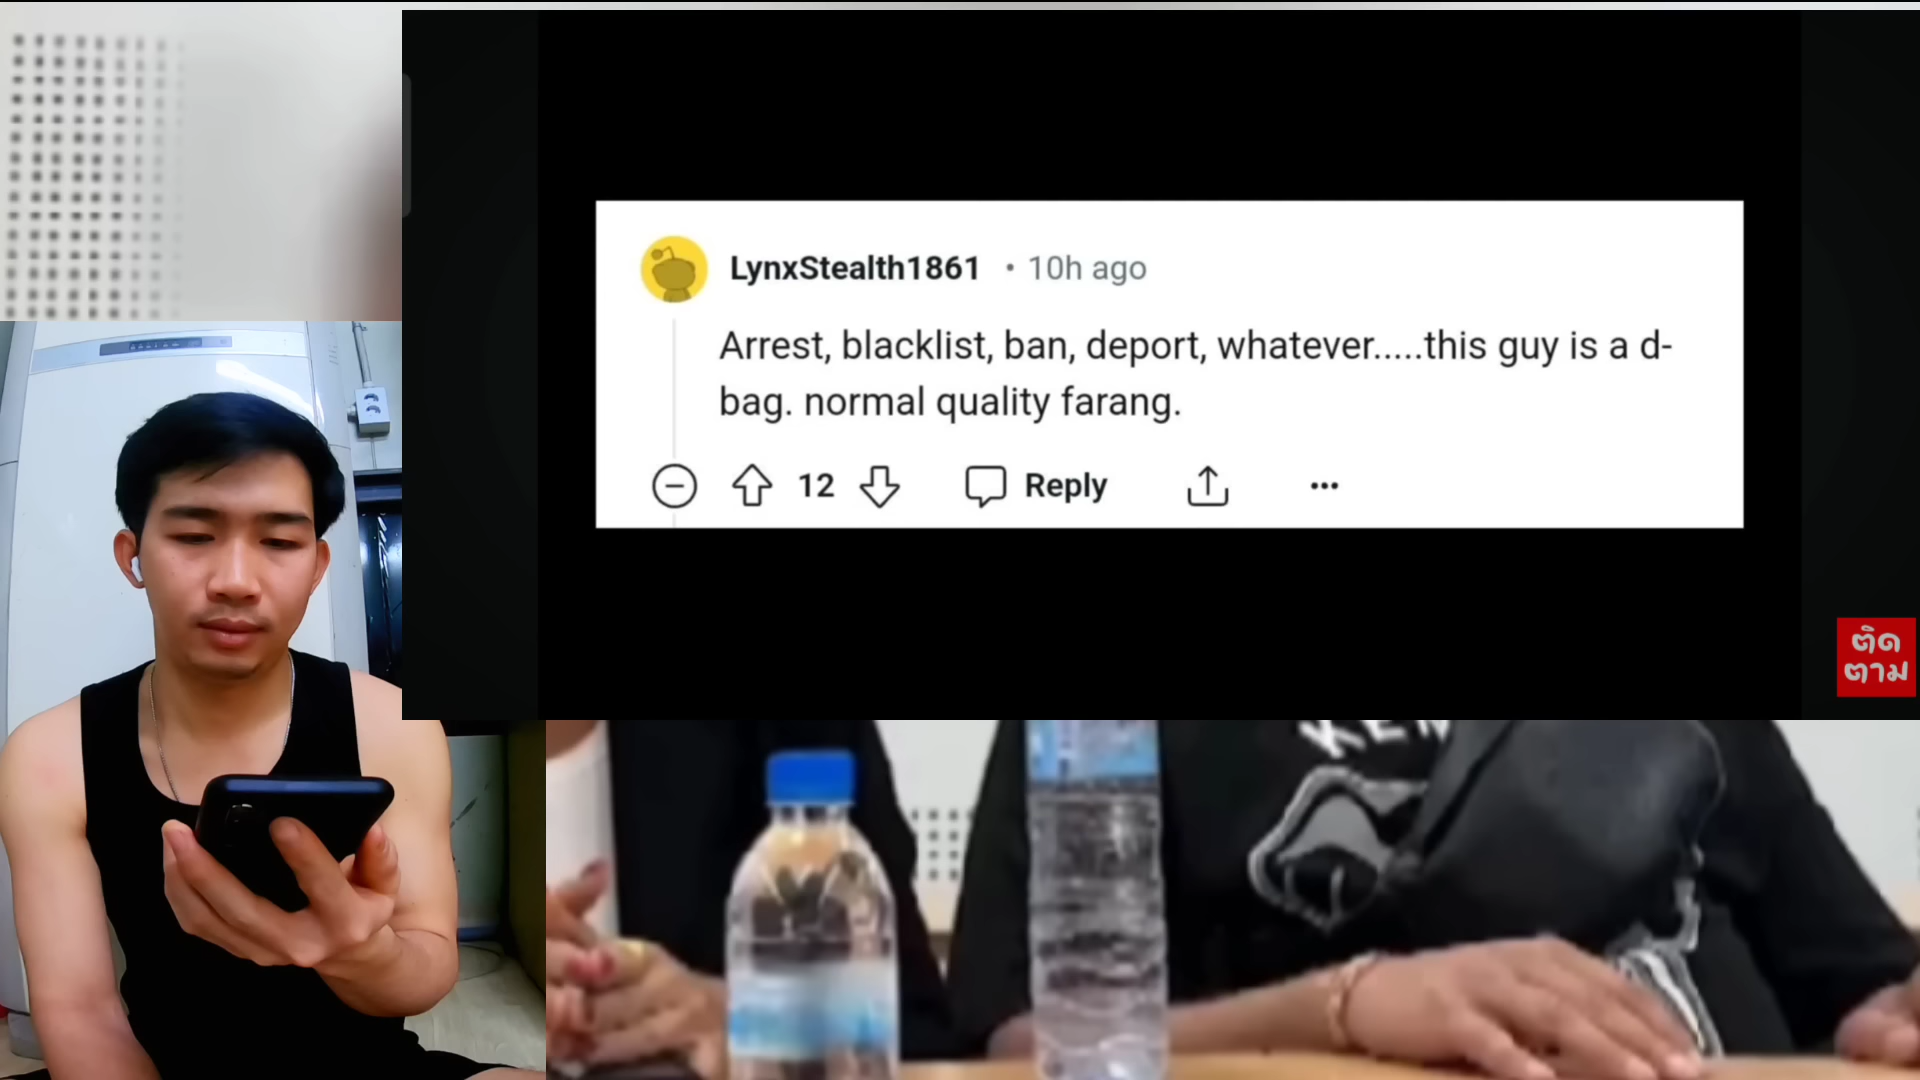 LynxStealth1861 • 10h ago
Arrest, blacklist, ban, deport, whatever.....this guy is a d-
bag. normal quality farang.
12 Reply
ติด
ตาม